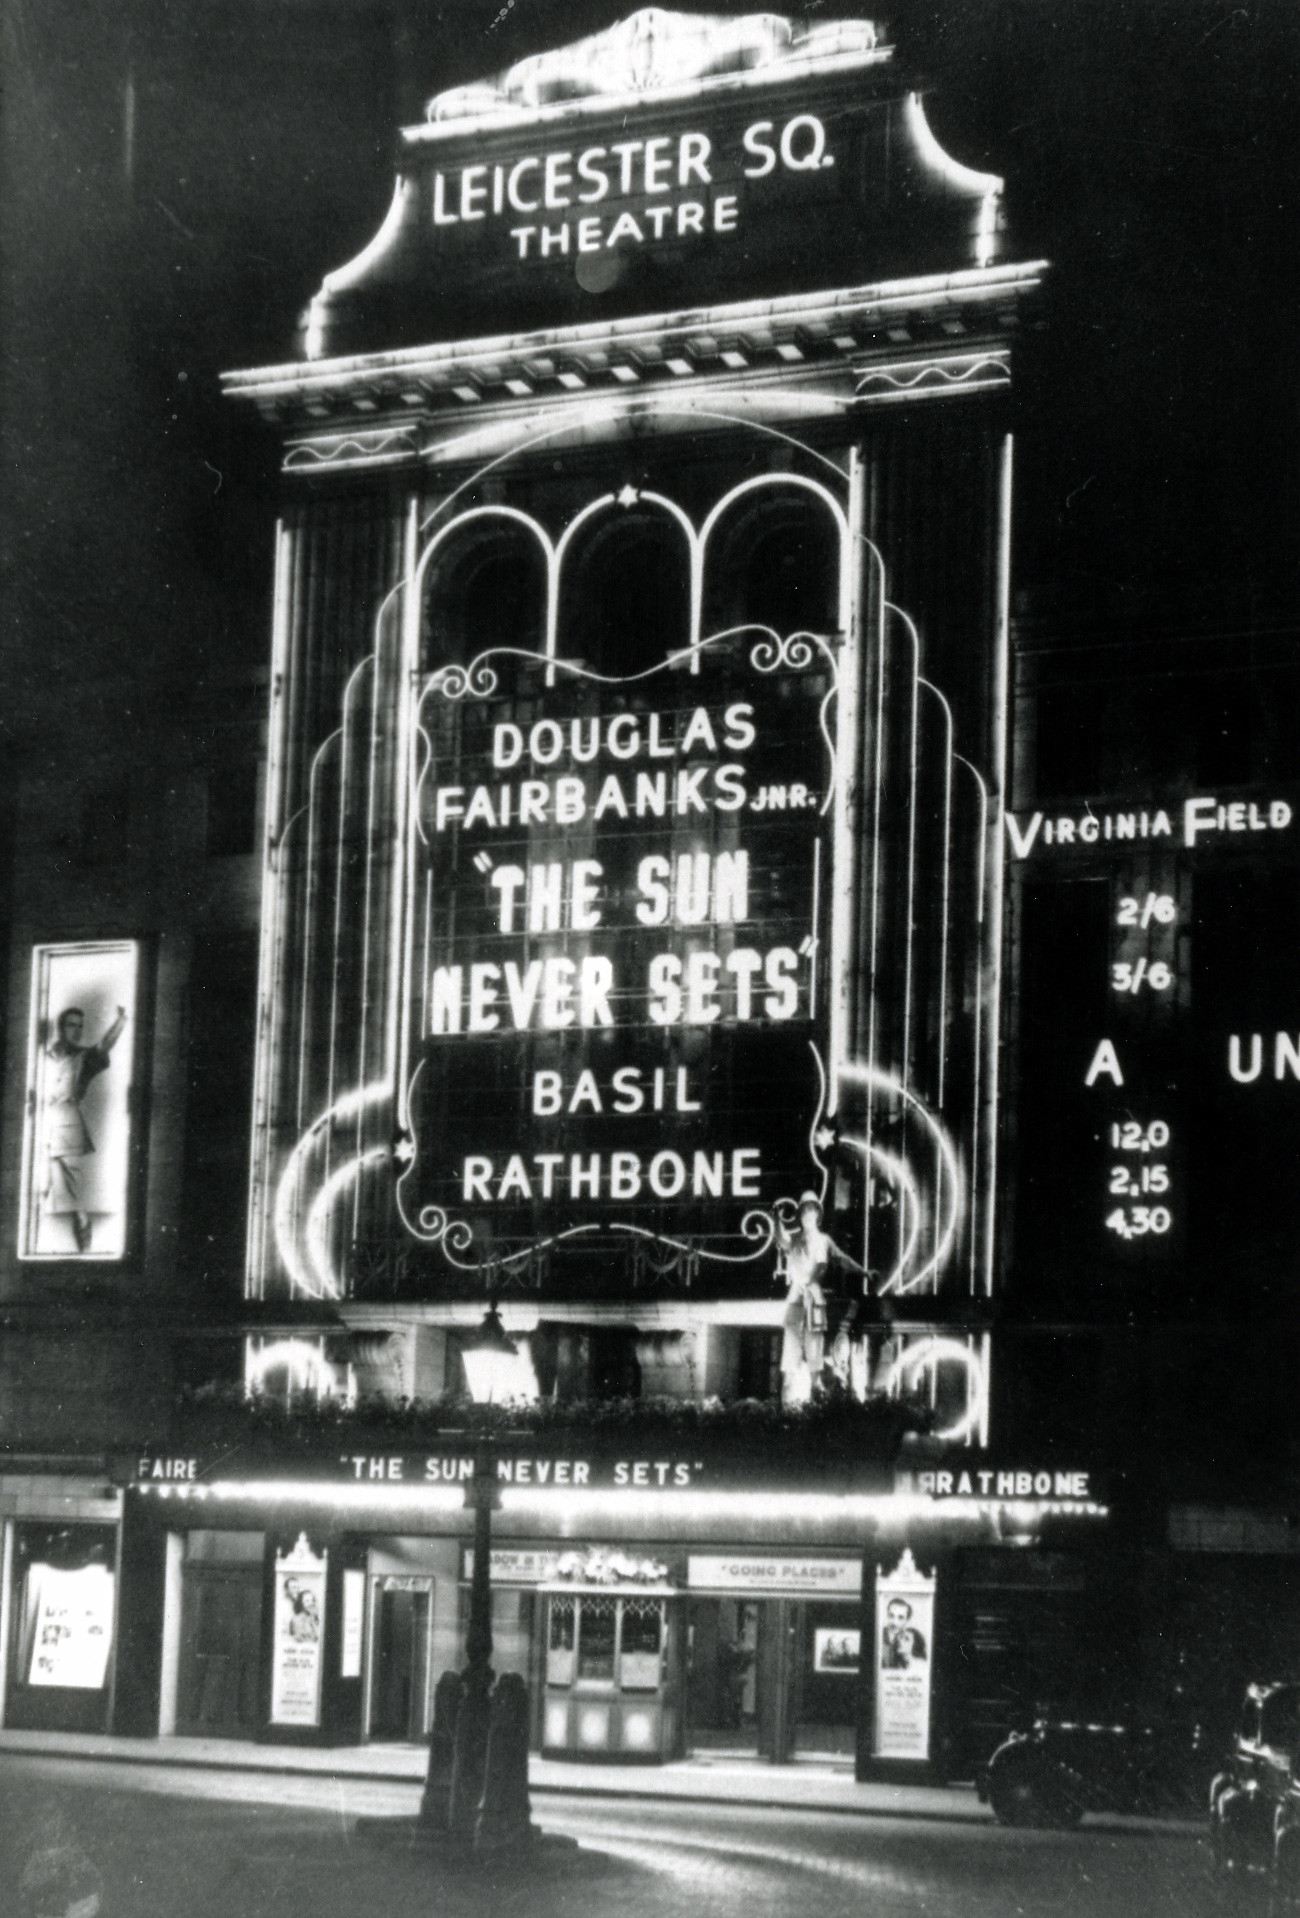 LEICESTER SQ.
THEATRE
DOUGLAS
FAIRBANKS JNR.
"THE SUN
NEVER SETS"
BASIL
RATHBONE
VIRGINIA FIELD
2/6
3/6
A UN
12,0
2,15
4,30
FAIRB "THE SUN NEVER SETS" RATHBONE
"GOING PLACES"